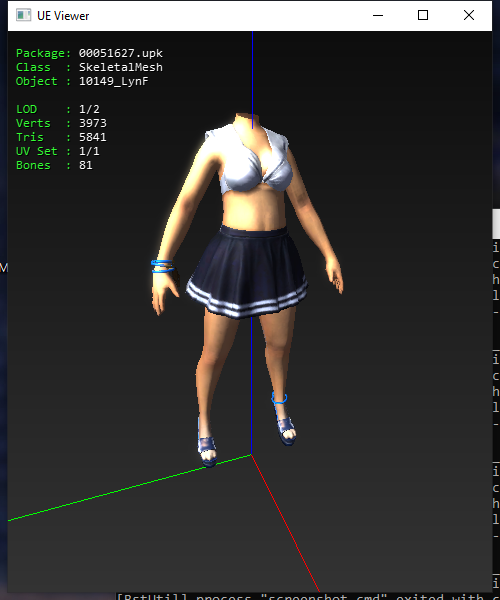 UE Viewer
Package: 00051627.upk
Class : SkeletalMesh
Object : 10149_LynF
LOD : 1/2
Verts : 3973
Tris : 5841
UV Set : 1/1
Bones : 81
M
i
c
h
l
-
i
c
h
l
-
i
c
h
l
-
i
[RstUtil] process "screenshot.cmd" exited with c